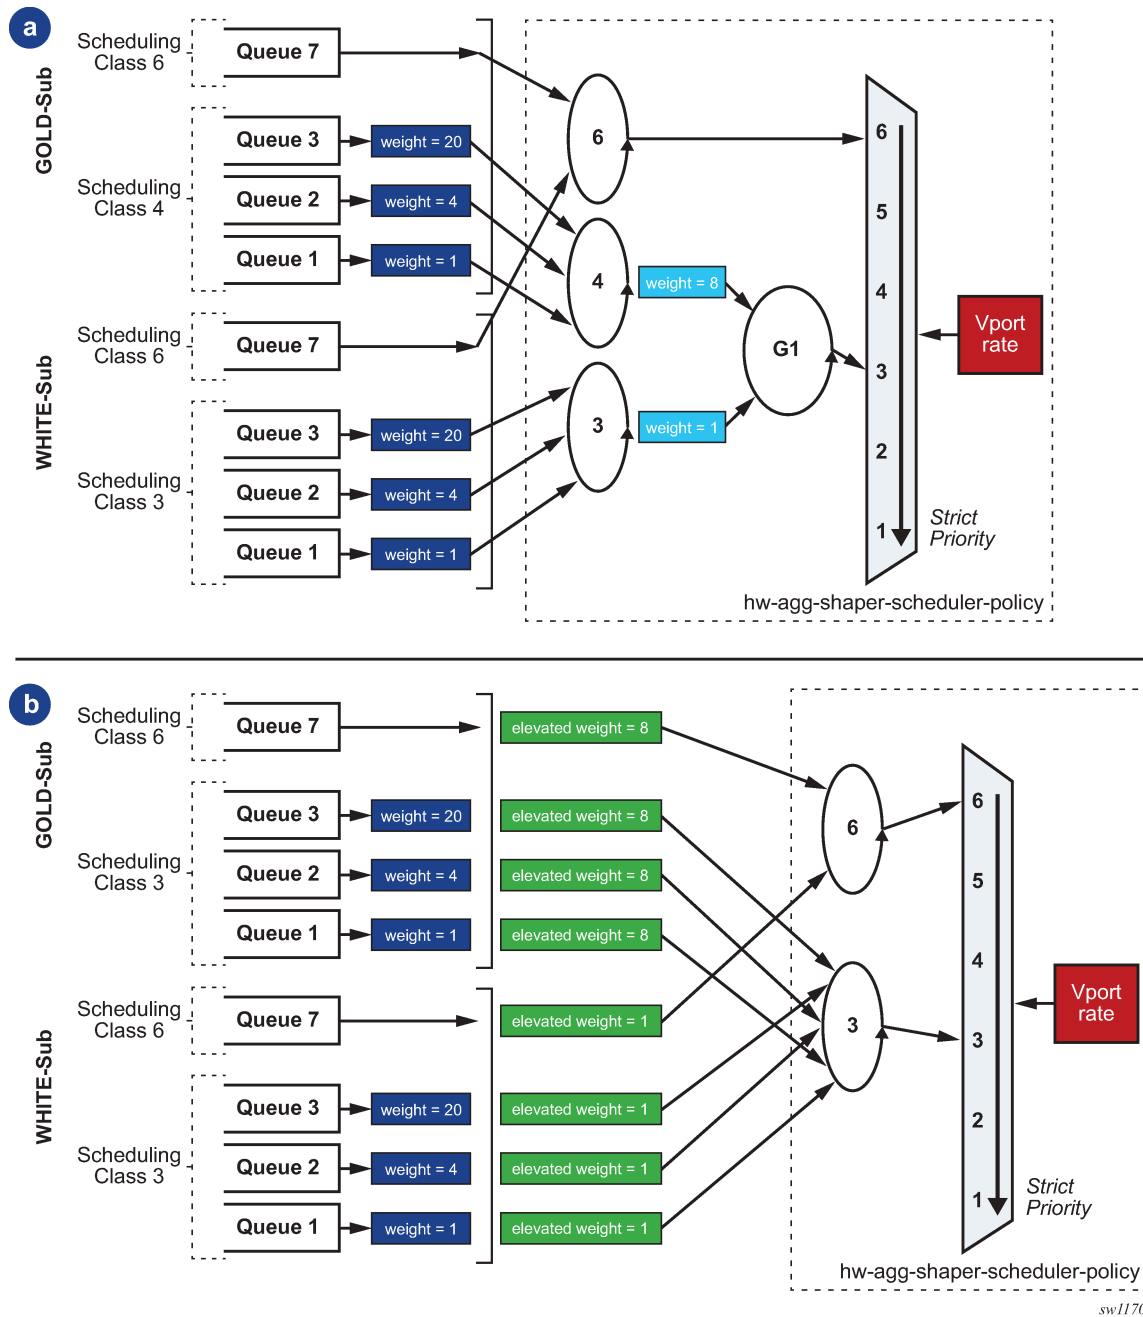 a
Scheduling
Class 6
Queue 7
GOLD-Sub
Scheduling
Class 4
Queue 3
weight = 20
Queue 2
weight = 4
Queue 1
weight = 1
Scheduling
Class 6
Queue 7
WHITE-Sub
Scheduling
Class 3
Queue 3
weight = 20
Queue 2
weight = 4
Queue 1
weight = 1
6
4
weight = 8
3
weight = 1
G1
6
5
4
3
2
1
Strict
Priority
Vport
rate
hw-agg-shaper-scheduler-policy
b
Scheduling
Class 6
Queue 7
elevated weight = 8
GOLD-Sub
Scheduling
Class 3
Queue 3
weight = 20
elevated weight = 8
Queue 2
weight = 4
elevated weight = 8
Queue 1
weight = 1
elevated weight = 8
Scheduling
Class 6
Queue 7
elevated weight = 1
WHITE-Sub
Scheduling
Class 3
Queue 3
weight = 20
elevated weight = 1
Queue 2
weight = 4
elevated weight = 1
Queue 1
weight = 1
elevated weight = 1
6
3
6
5
4
3
2
1
Strict
Priority
Vport
rate
hw-agg-shaper-scheduler-policy
sw1170